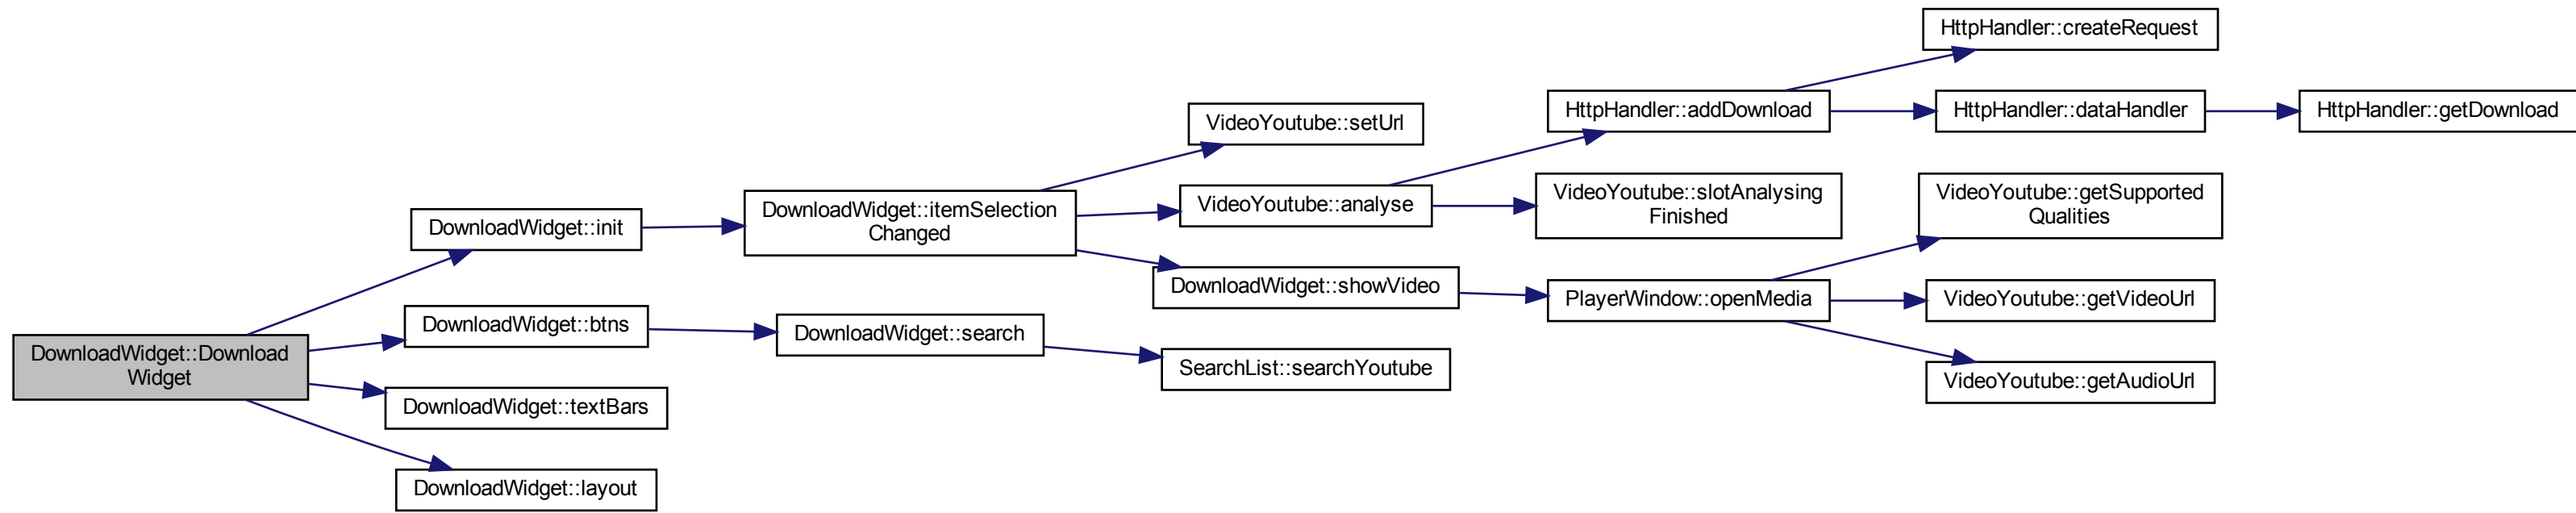 DownloadWidget::Download
Widget
DownloadWidget::init
DownloadWidget::btns
DownloadWidget::textBars
DownloadWidget::layout
DownloadWidget::itemSelection
Changed
DownloadWidget::search
VideoYoutube::setUrl
VideoYoutube::analyse
DownloadWidget::showVideo
SearchList::searchYoutube
HttpHandler::addDownload
VideoYoutube::slotAnalysing
Finished
PlayerWindow::openMedia
HttpHandler::createRequest
HttpHandler::dataHandler
VideoYoutube::getSupported
Qualities
VideoYoutube::getVideoUrl
VideoYoutube::getAudioUrl
HttpHandler::getDownload